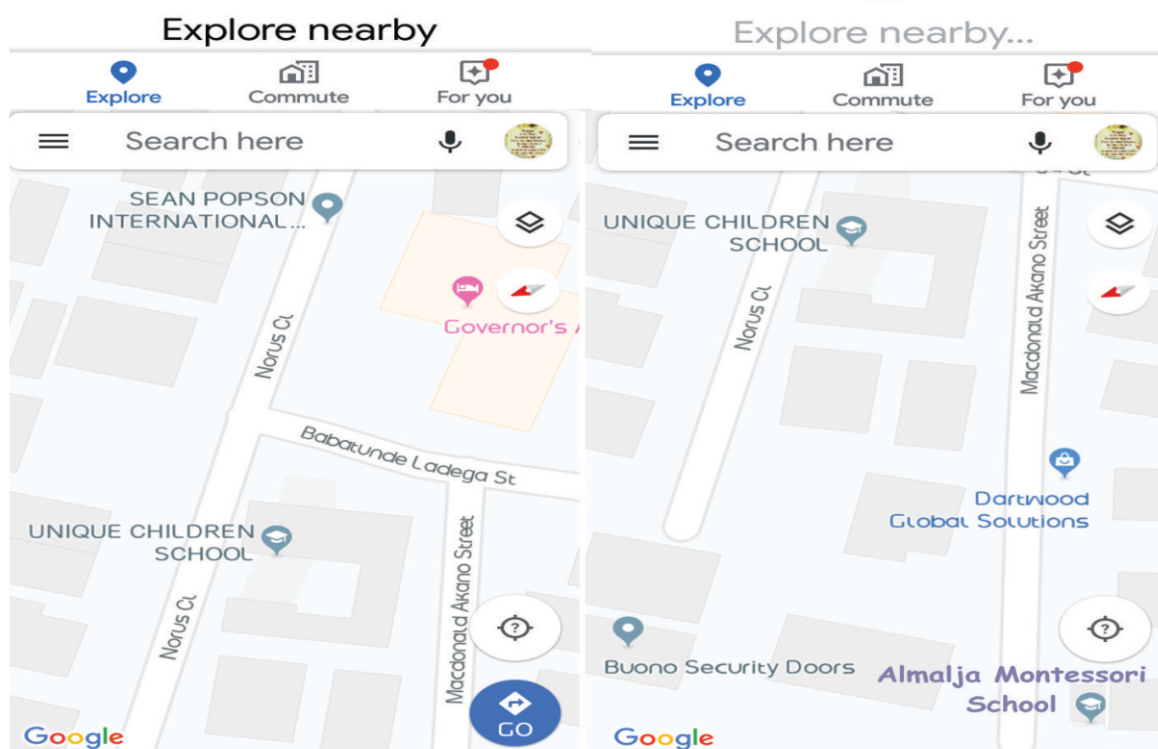 Explore nearby
Explore
Commute
For you
Search here
SEAN POPSON
INTERNATIONAL...
Norus Cl
Governor's
Babatunde Ladega St
UNIQUE CHILDREN
SCHOOL
Macdonald Akano Street
Norus Cl
?
GO
Google
Explore nearby...
Explore
Commute
For you
Search here
St
UNIQUE CHILDREN
SCHOOL
Macdonald Akano Street
Norus Cl
Dartwood
Global Solutions
?
Buono Security Doors
Almalja Montessori
School
Google